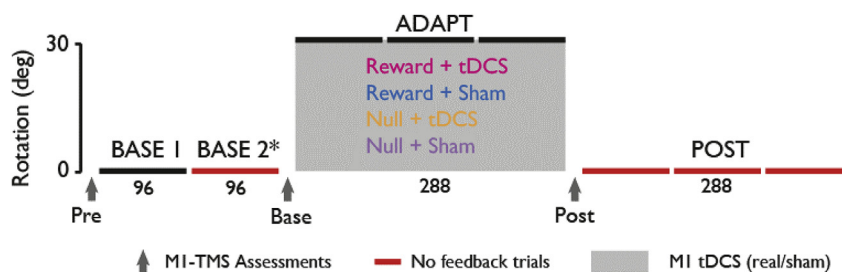 ADAPT
30
Rotation (deg)
Reward + tDCS
Reward + Sham
Null + tDCS
Null + Sham
BASE 1
BASE 2*
POST
0
96
96
288
288
Pre
Base
Post
M1-TMS Assessments
No feedback trials
M1 tDCS (real/sham)